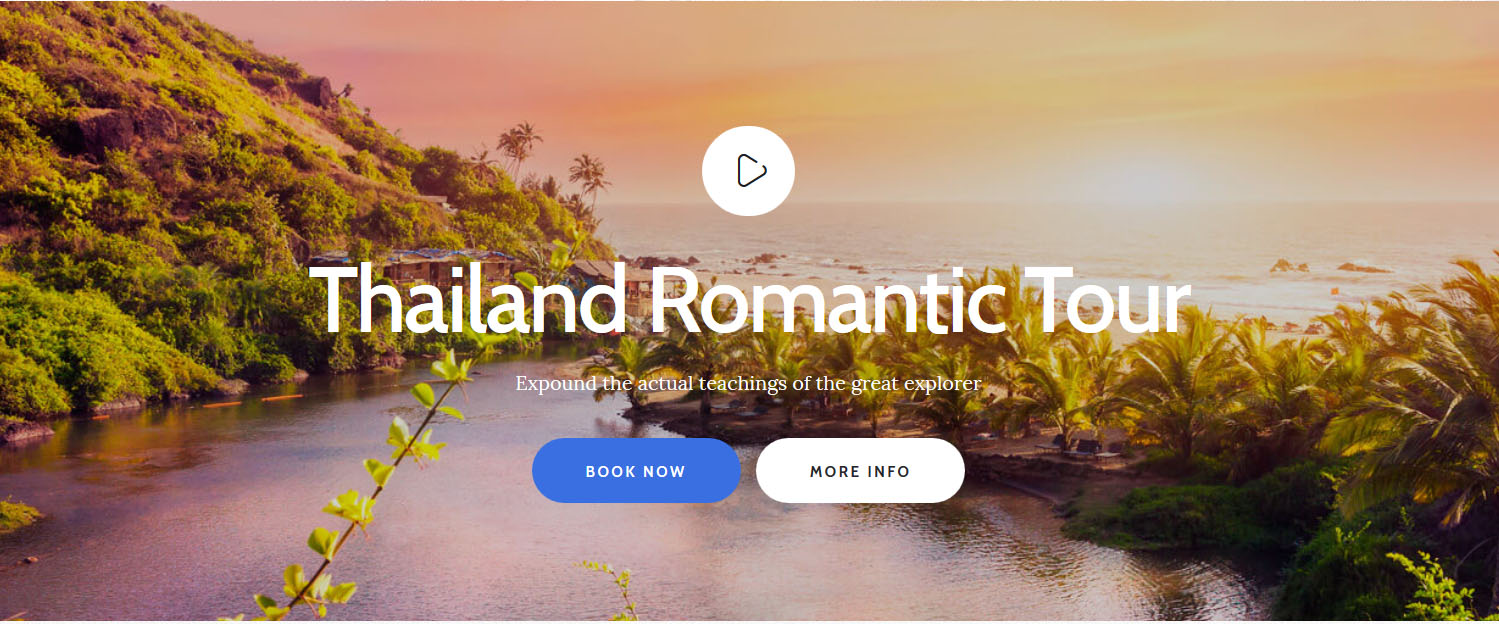 Thailand Romantic Tour
Expound the actual teachings of the great explorer
BOOK NOW
MORE INFO